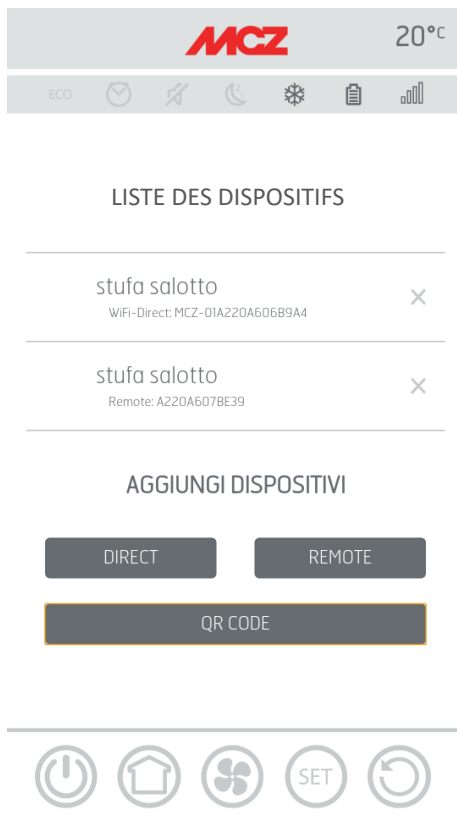 MCZ
20°C
ECO
LISTE DES DISPOSITIFS
stufa salotto
WiFi-Direct: MCZ-01A220A606B9A4
stufa salotto
Remote: A220A607BE39
AGGIUNGI DISPOSITIVI
DIRECT
REMOTE
QR CODE
SET